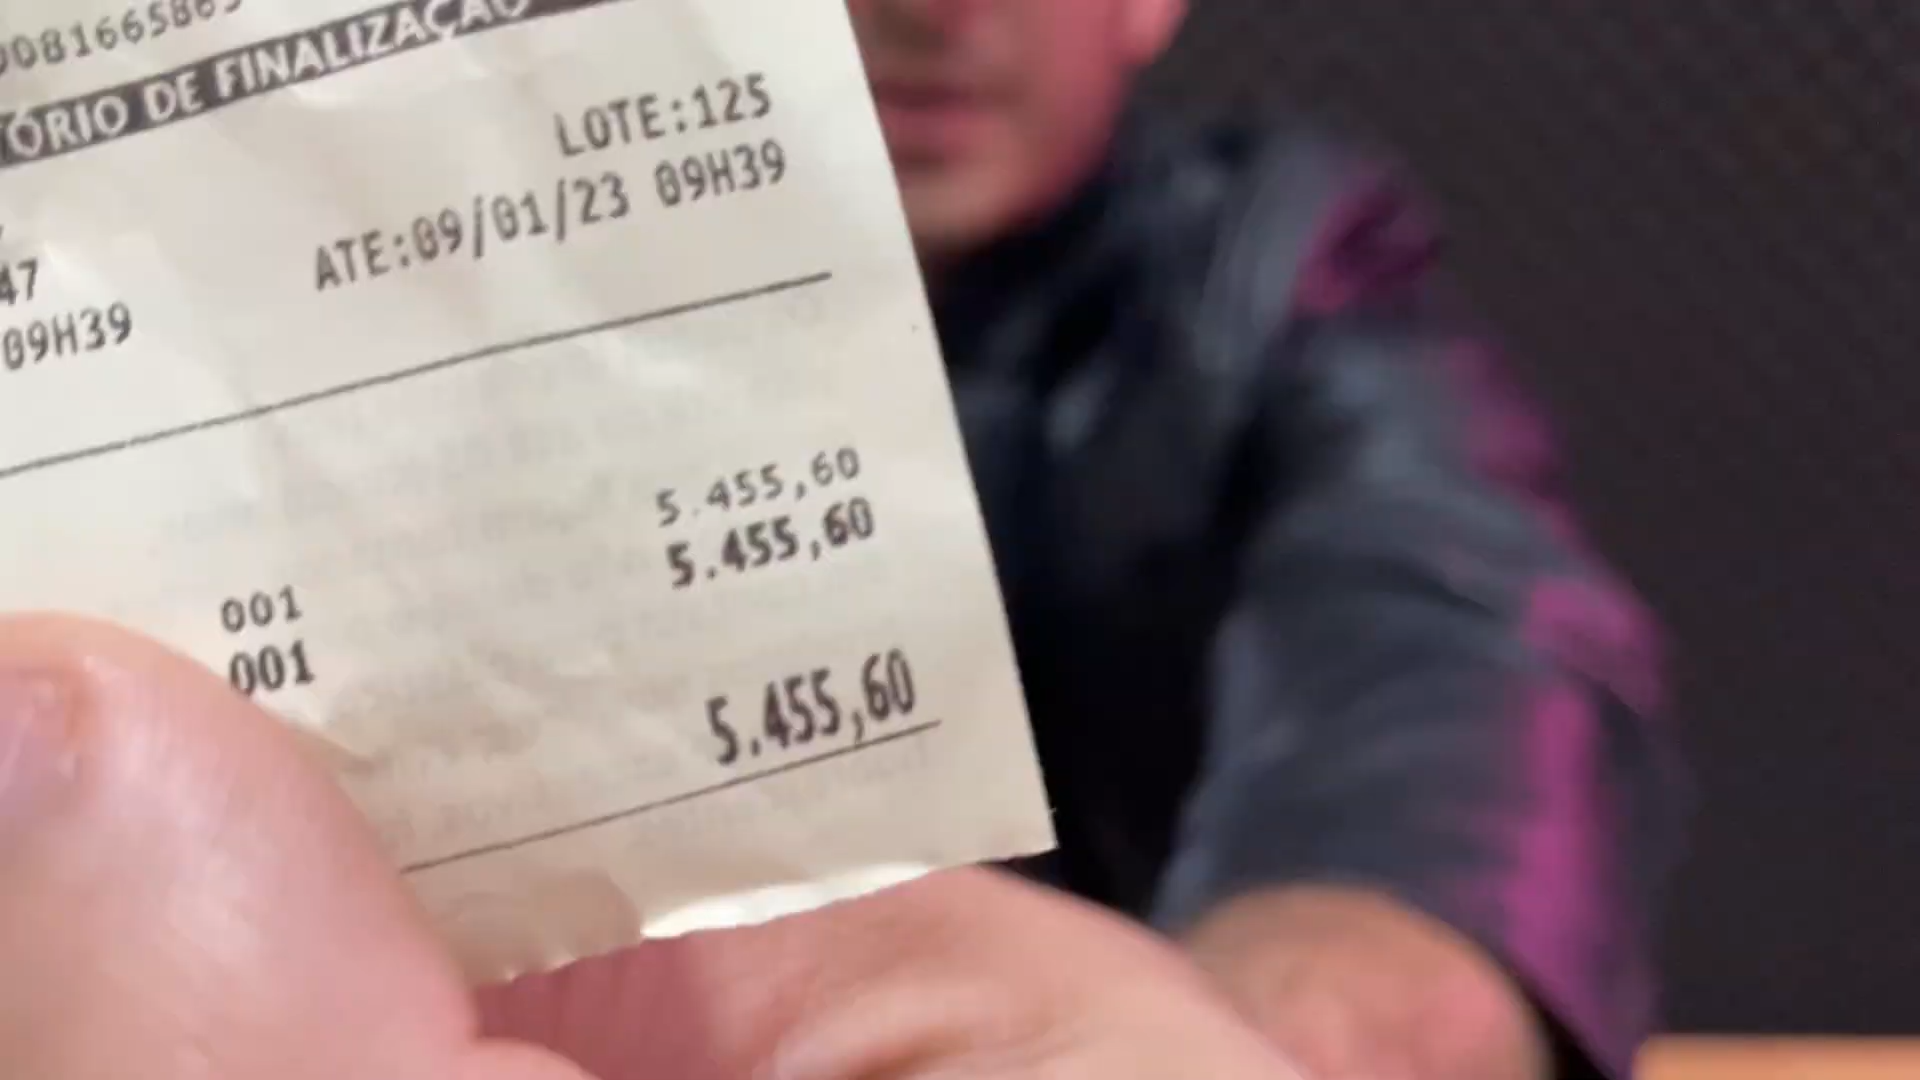 0081665865
TÓRIO DE FINALIZAÇÃO
LOTE:125
47
09H39 ATE:09/01/23 09H39
001 5.455,60
001 5.455,60
5.455,60